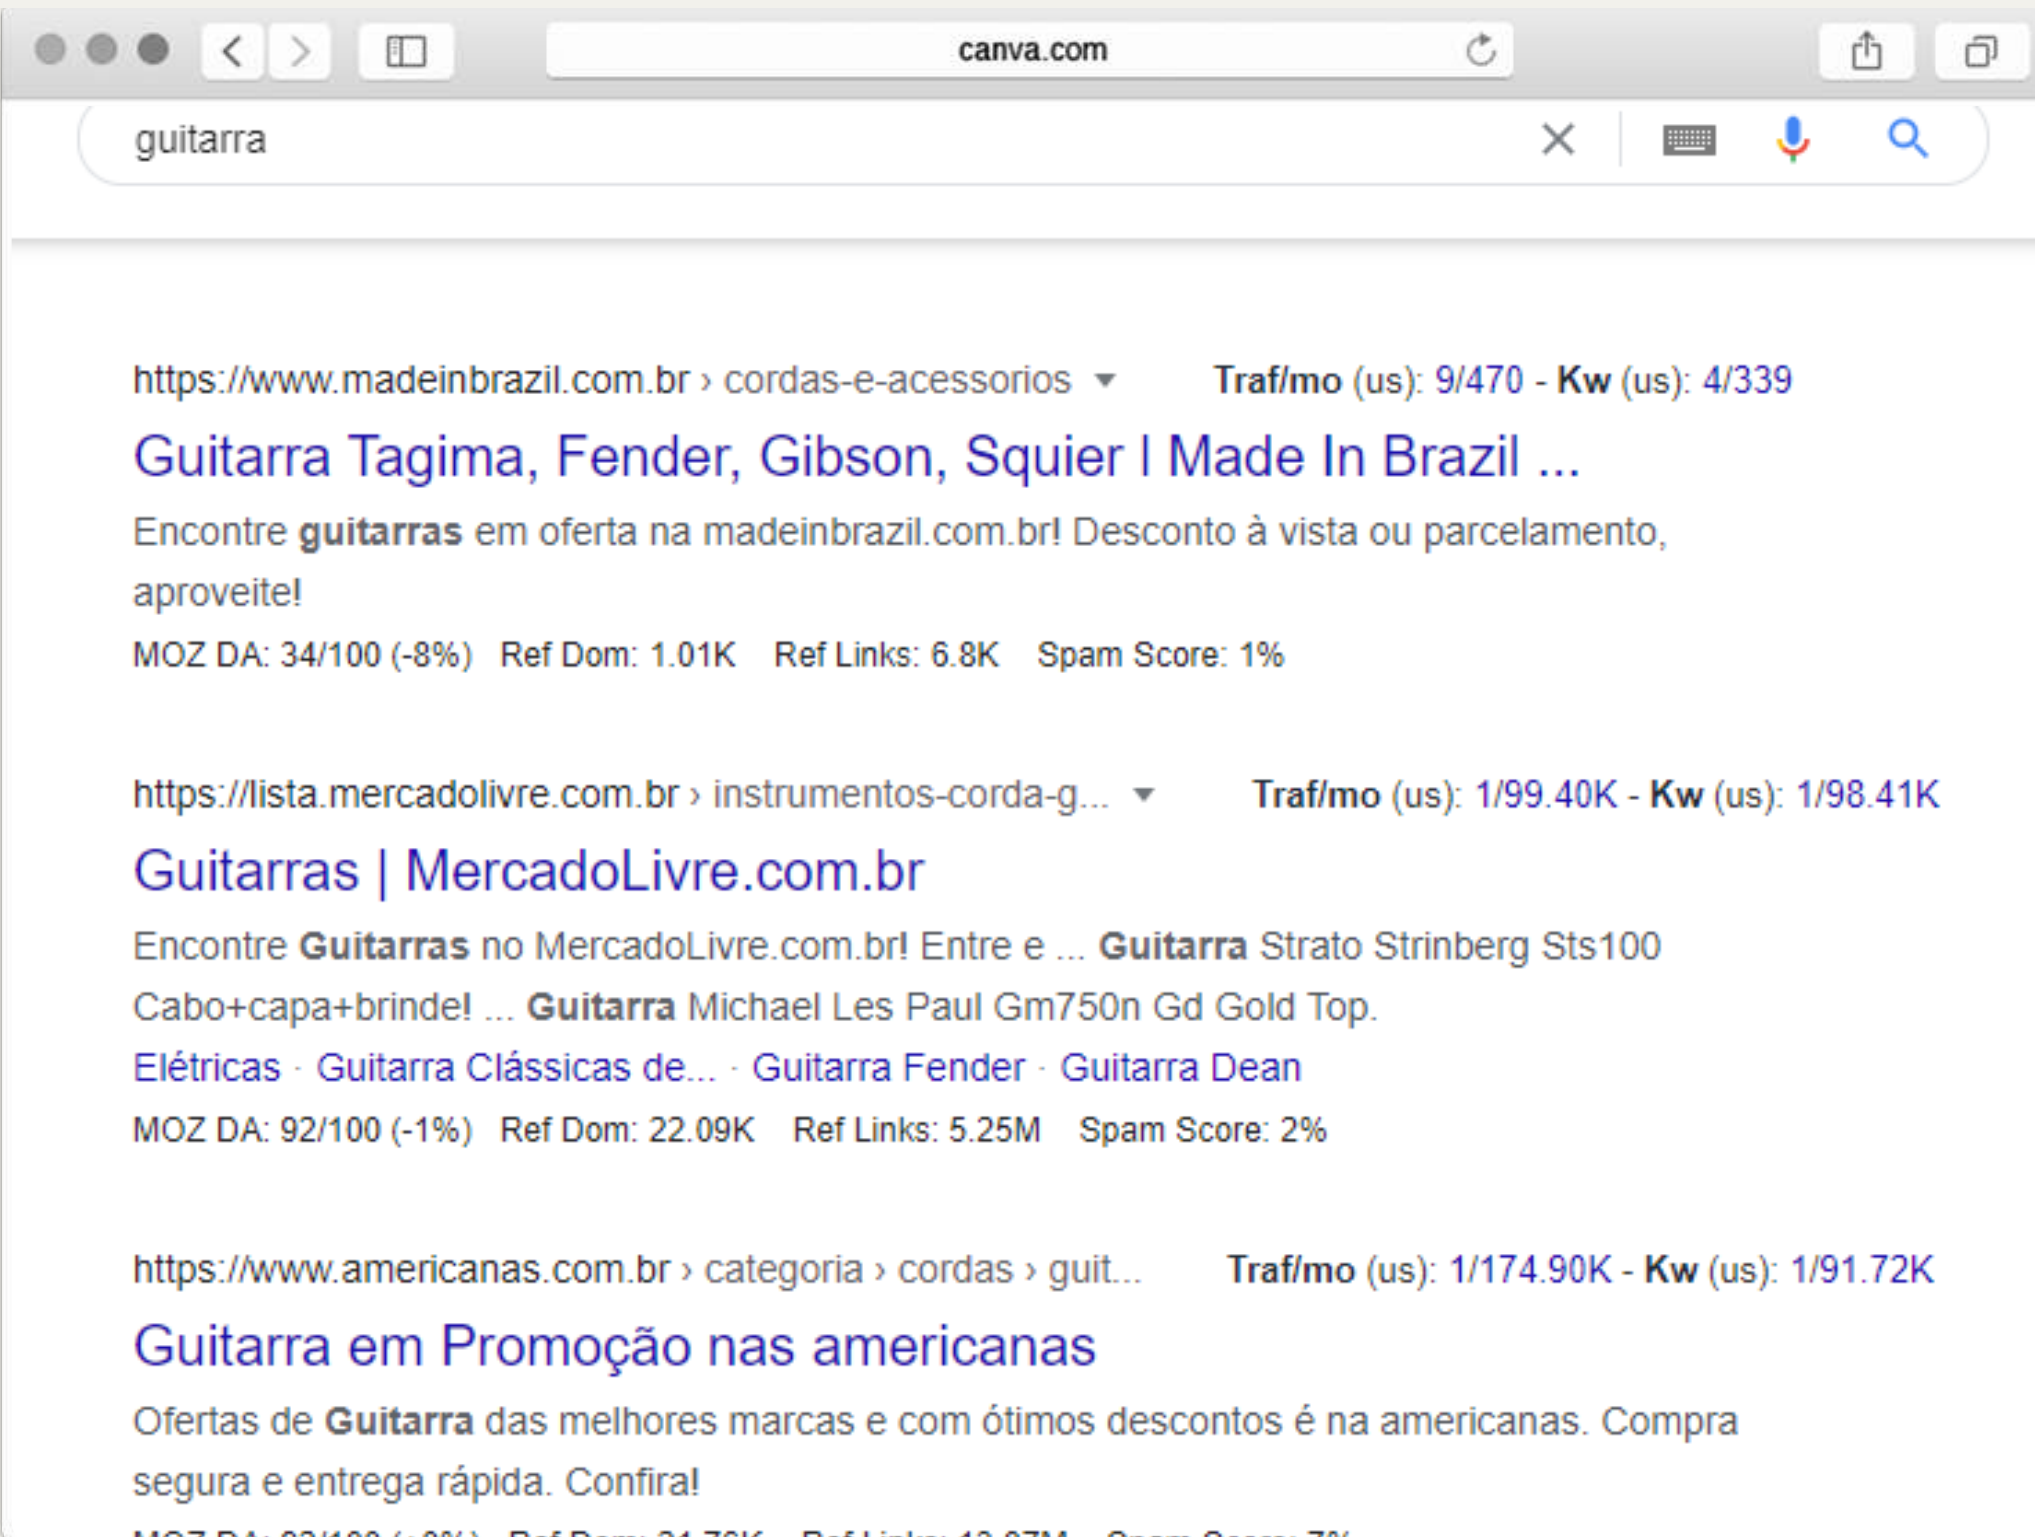 canva.com
guitarra
https://www.madeinbrazil.com.br › cordas-e-acessorios Traf/mo (us): 9/470 - Kw (us): 4/339
Guitarra Tagima, Fender, Gibson, Squier I Made In Brazil ...
Encontre guitarras em oferta na madeinbrazil.com.br! Desconto à vista ou parcelamento,
aproveite!
MOZ DA: 34/100 (-8%) Ref Dom: 1.01K Ref Links: 6.8K Spam Score: 1%
https://lista.mercadolivre.com.br › instrumentos-corda-g... Traf/mo (us): 1/99.40K - Kw (us): 1/98.41K
Guitarras | MercadoLivre.com.br
Encontre Guitarras no MercadoLivre.com.br! Entre e ... Guitarra Strato Strinberg Sts100
Cabo+capa+brinde! ... Guitarra Michael Les Paul Gm750n Gd Gold Top.
Elétricas · Guitarra Clássicas de... · Guitarra Fender · Guitarra Dean
MOZ DA: 92/100 (-1%) Ref Dom: 22.09K Ref Links: 5.25M Spam Score: 2%
https://www.americanas.com.br › categoria › cordas › guit... Traf/mo (us): 1/174.90K - Kw (us): 1/91.72K
Guitarra em Promoção nas americanas
Ofertas de Guitarra das melhores marcas e com ótimos descontos é na americanas. Compra
segura e entrega rápida. Confira!
MOZ DA: Ref Dom: Ref Links: Spam Score: